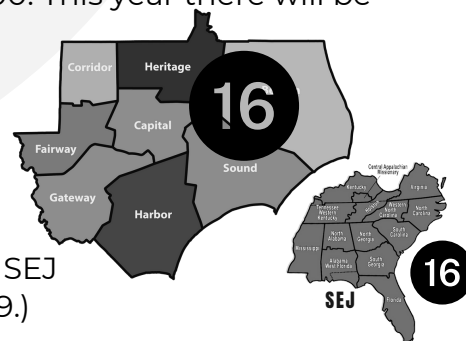 This year there will be
Corridor
Heritage
16
Capital
Fairway
Sound
Gateway
Harbor
SEJ
9.)
Central Appalachian
Missionary
Kentucky
Virginia
Tennessee
Western
Kentucky
Western
North
Carolina
North
Carolina
North
Alabama
North
Georgia
South
Carolina
Mississippi
Alabama
West Florida
South
Georgia
Florida
SEJ
16